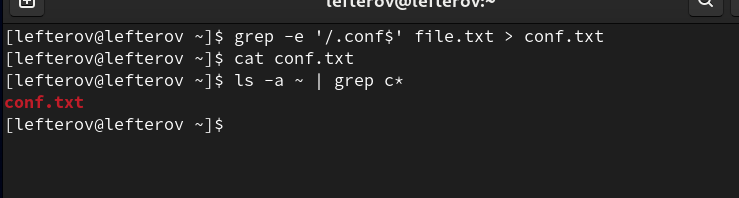 lefterov@lefterov:~
[lefterov@lefterov ~]$ grep -e '/.conf$' file.txt > conf.txt
[lefterov@lefterov ~]$ cat conf.txt
[lefterov@lefterov ~]$ ls -a ~ | grep c*
conf.txt
[lefterov@lefterov ~]$